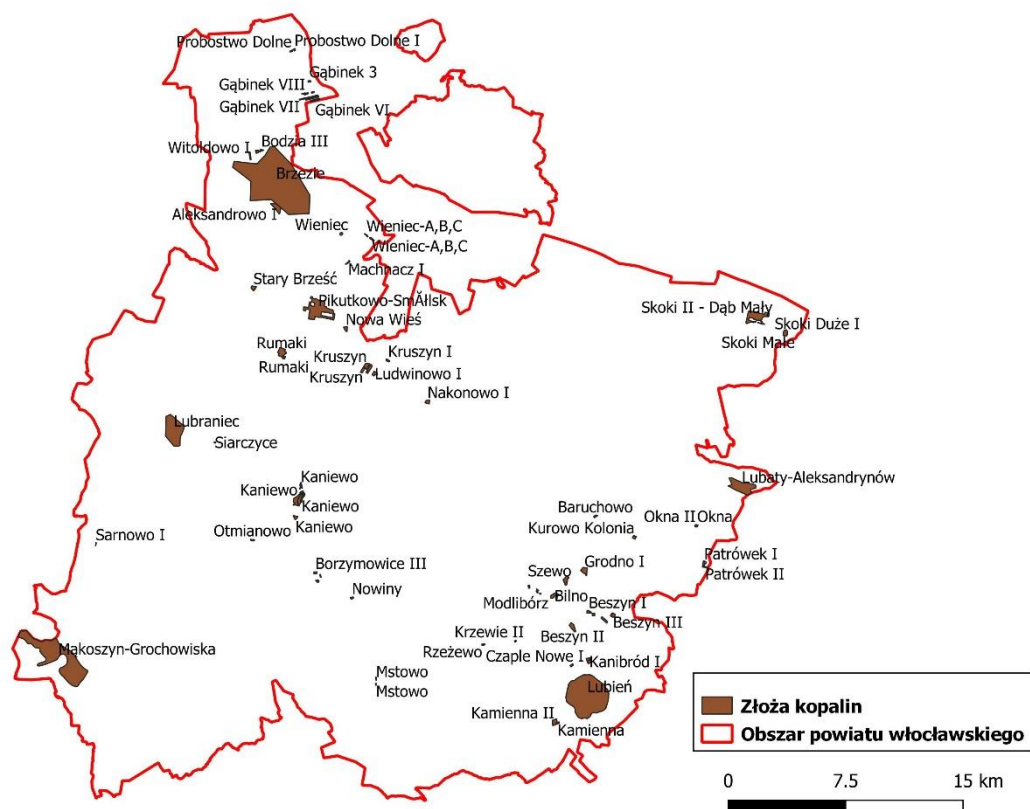 Probostwo Dolne
Probostwo Dolne I
Gąbinek 3
Gąbinek VIII
Gąbinek VII
Gąbinek VI
Witoldowo I
Bodzia III
Brzezie
Aleksandrowo I
Wieniec
Wieniec-A,B,C
Wieniec-A,B,C
Machnacz I
Stary Brześć
Pikutkowo-SmĂłlsk
Nowa Wieś
Skoki II - Dąb Mały
Skoki Duże I
Skoki Małe
Rumaki
Rumaki
Kruszyn
Kruszyn I
Kruszyn
Ludwinowo I
Nakonowo I
Lubraniec
Siarczyce
Kaniewo
Kaniewo
Kaniewo
Kaniewo
Otmianowo
Sarnowo I
Lubaty-Aleksandrynów
Baruchowo
Kurowo Kolonia
Okna II
Okna
Patrówek I
Patrówek II
Borzymowice III
Nowiny
Szewo
Grodno I
Modlibórz
Bilno
Beszyn I
Beszyn III
Beszyn II
Krzewie II
Rzeżewo
Czaple Nowe I
Kanibród I
Makoszyn-Grochowiska
Mstowo
Mstowo
Lubień
Kamienna II
Kamienna
Złoża kopalin
Obszar powiatu włocławskiego
0 7.5 15 km